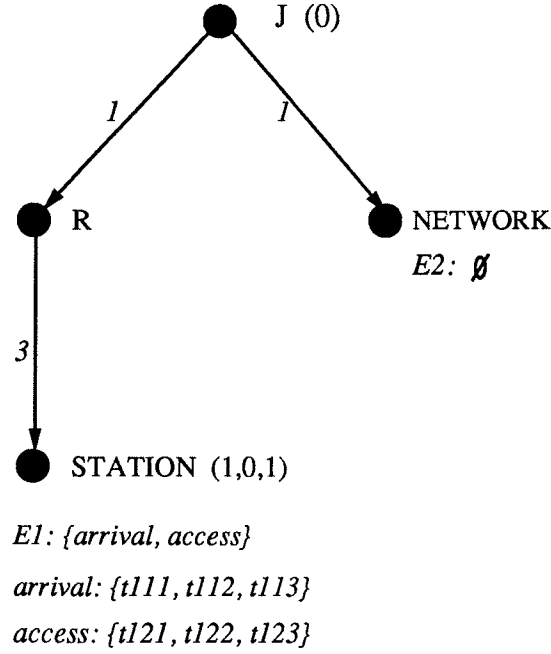 J (0)
1 1
R
NETWORK
E2: ∅
3
STATION (1,0,1)
E1: {arrival, access}
arrival: {t111, t112, t113}
access: {t121, t122, t123}